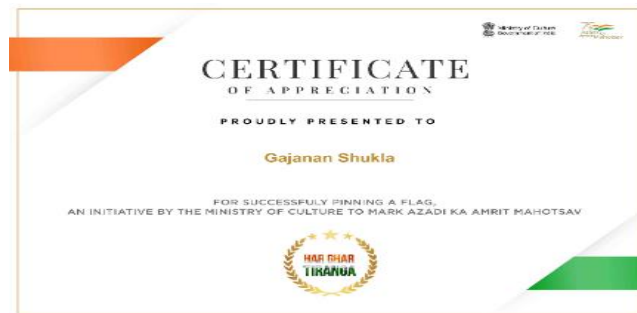 Ministry of Culture
Government of India
CERTIFICATE
OF APPRECIATION
PROUDLY PRESENTED TO
Gajanan Shukla
FOR SUCCESSFULY PINNING A FLAG,
AN INITIATIVE BY THE MINISTRY OF CULTURE TO MARK AZADI KA AMRIT MAHOTSAV
HAR GHAR
TIRANGA